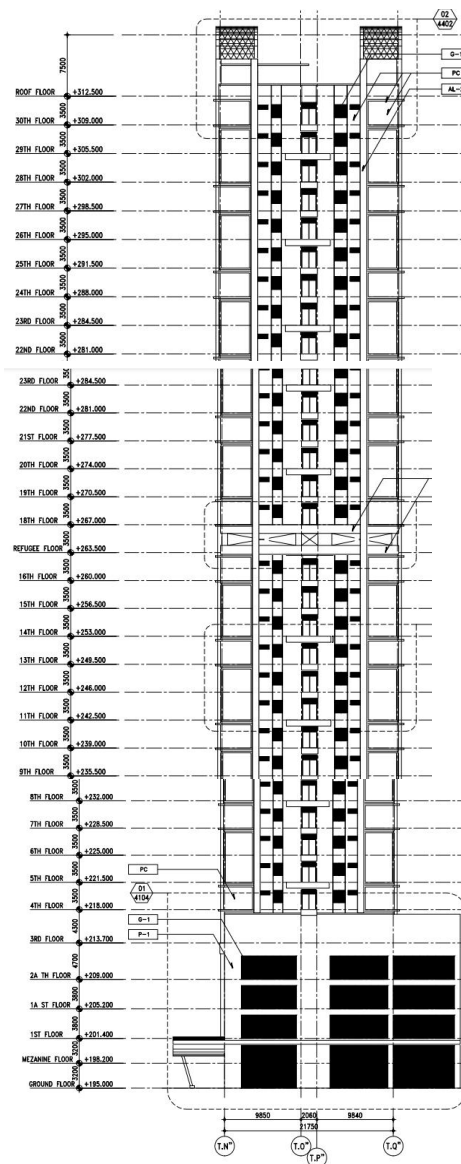 02
4402
7500
G-1
PC
AL-
ROOF FLOOR +312.500
3500
30TH FLOOR +309.000
3500
29TH FLOOR +305.500
3500
28TH FLOOR +302.000
3500
27TH FLOOR +298.500
3500
26TH FLOOR +295.000
3500
25TH FLOOR +291.500
3500
24TH FLOOR +288.000
3500
23RD FLOOR +284.500
3500
22ND FLOOR +281.000
23RD FLOOR +284.500
3500
22ND FLOOR +281.000
3500
21ST FLOOR +277.500
3500
20TH FLOOR +274.000
3500
19TH FLOOR +270.500
3500
18TH FLOOR +267.000
3500
REFUGEE FLOOR +263.500
3500
16TH FLOOR +260.000
3500
15TH FLOOR +256.500
3500
14TH FLOOR +253.000
3500
13TH FLOOR +249.500
3500
12TH FLOOR +246.000
3500
11TH FLOOR +242.500
3500
10TH FLOOR +239.000
3500
9TH FLOOR +235.500
3500
8TH FLOOR +232.000
3500
7TH FLOOR +228.500
3500
6TH FLOOR +225.000
3500
5TH FLOOR +221.500
PC
01
4104
3500
4TH FLOOR +218.000
G-1
4300
P-1
3RD FLOOR +213.700
4700
2A TH FLOOR +209.000
3800
1A ST FLOOR +205.200
3800
1ST FLOOR +201.400
3200
MEZANINE FLOOR +198.200
3200
GROUND FLOOR +195.000
9850 2060 9840
21750
T.N" T.O" T.P" T.Q"